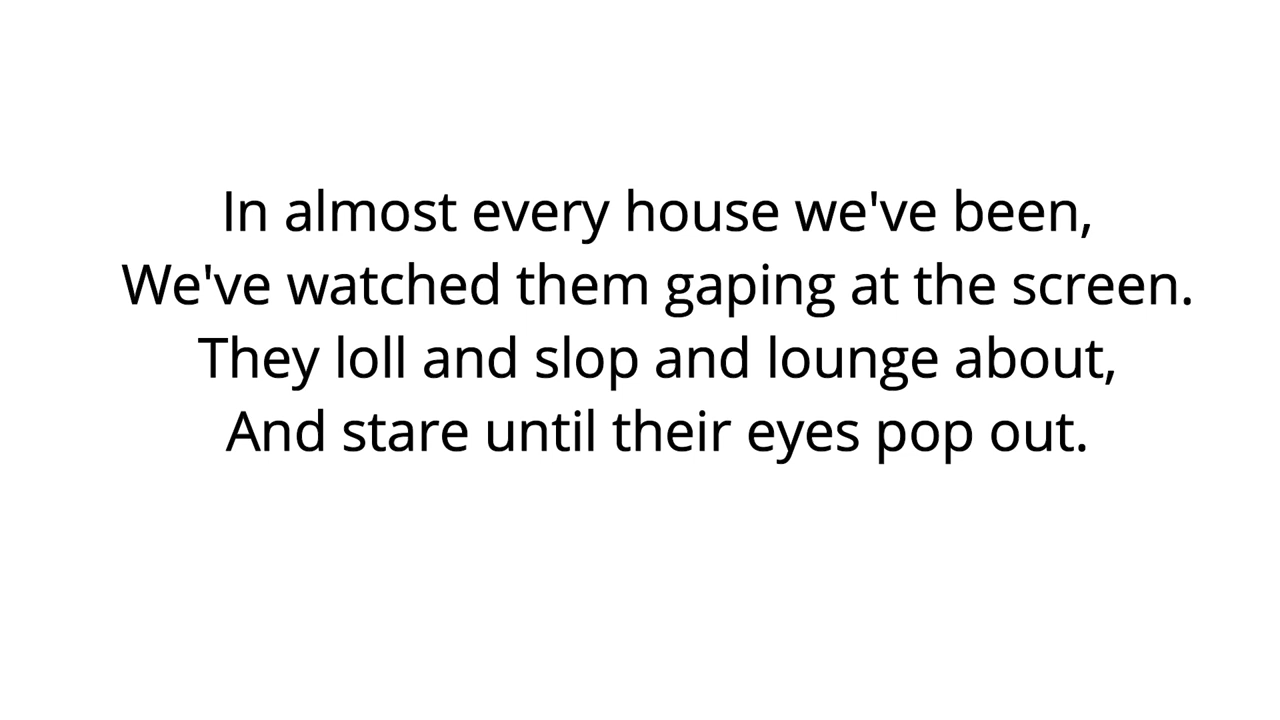 In almost every house we've been,
We've watched them gaping at the screen.
They loll and slop and lounge about,
And stare until their eyes pop out.